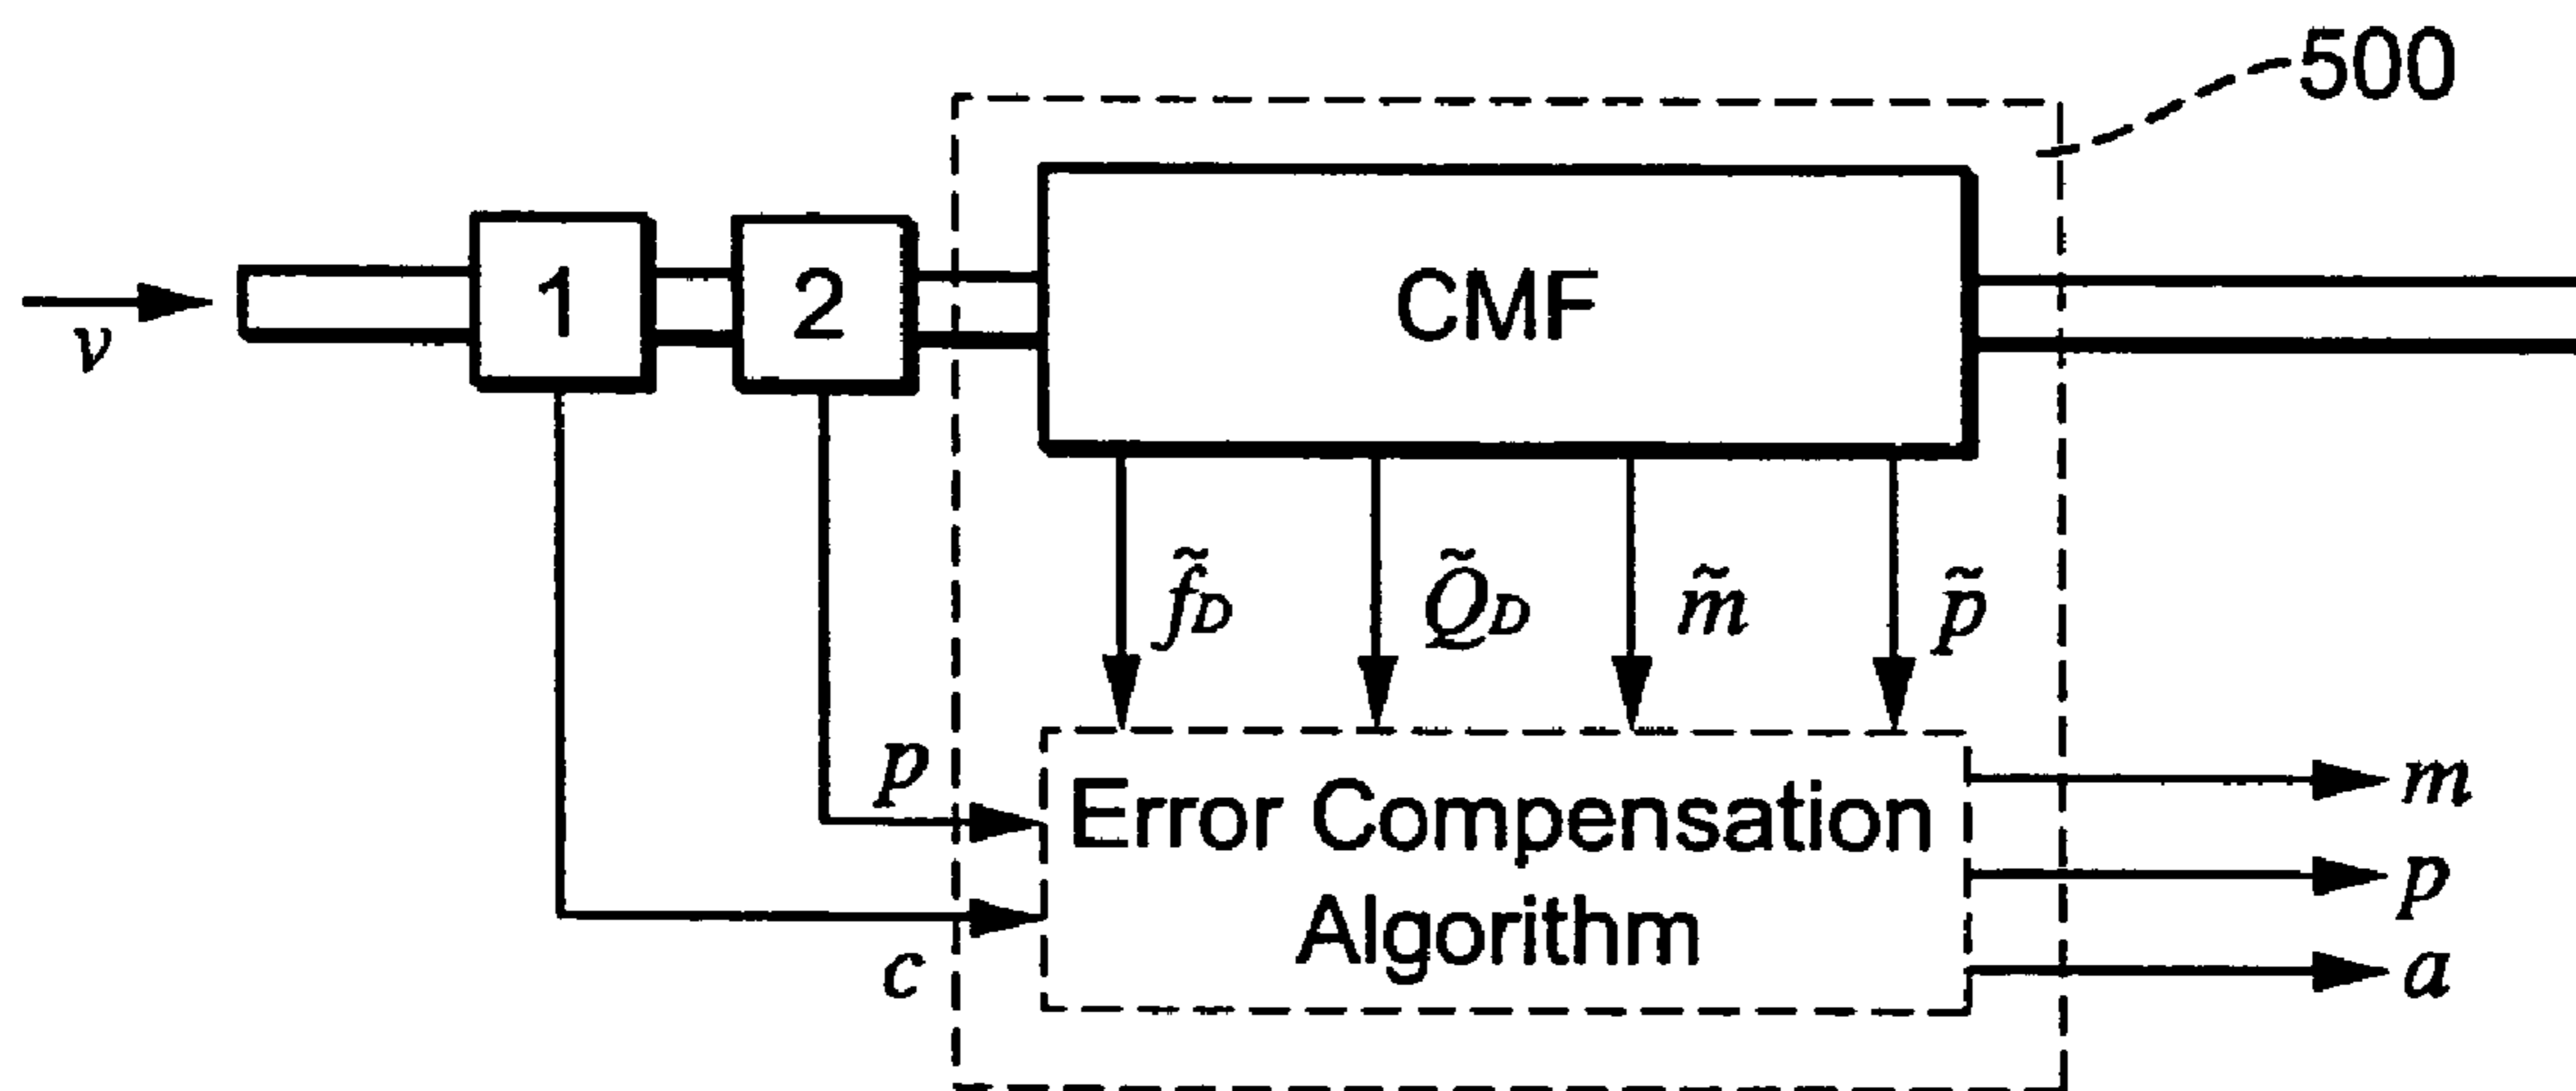 500
1
2
CMF
v
f̃D
Q̃D
m̃
p̃
p
Error Compensation
Algorithm
c
m
p
a